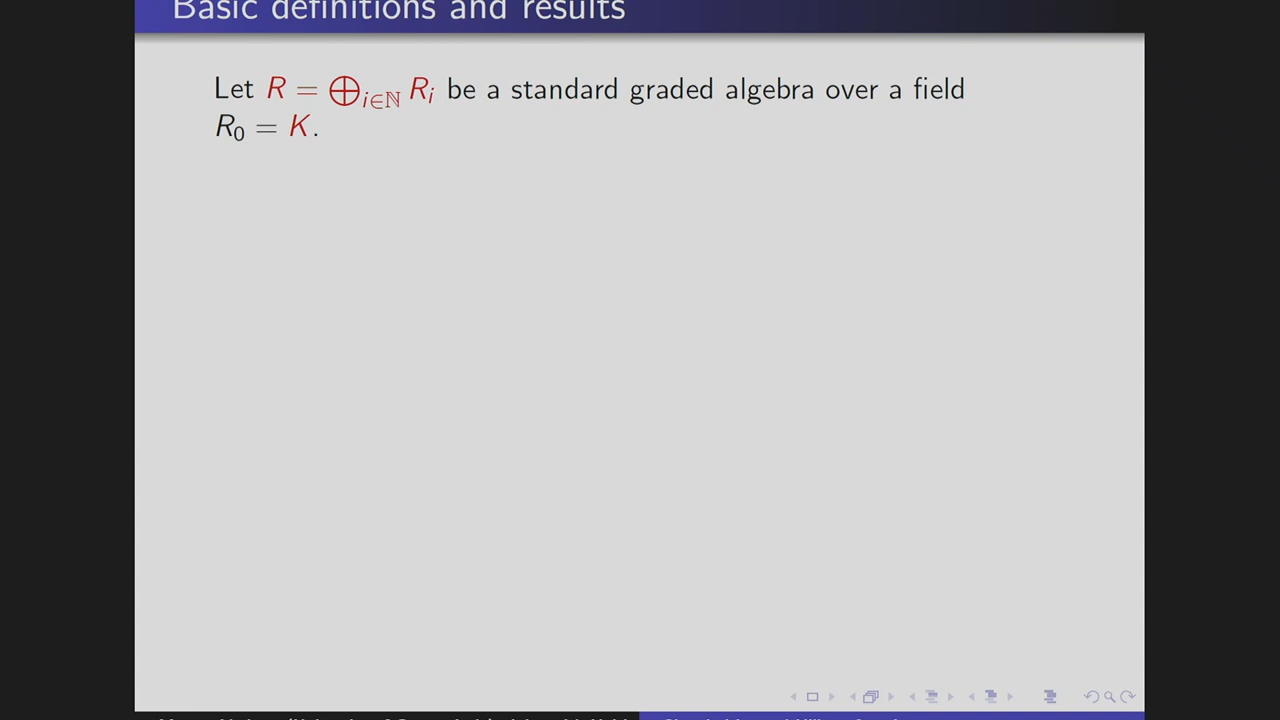 Basic definitions and results
Let R = ⊕_{i∈ℕ} R_i be a standard graded algebra over a field
R_0 = K.